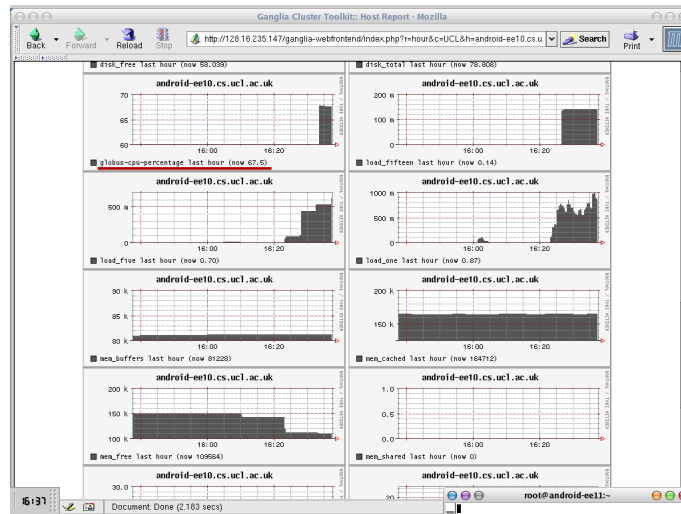 Ganglia Cluster Toolkit:: Host Report - Mozilla
Back Forward Reload Stop
http://128.16.235.147/ganglia-webfrontend/index.php?r=hour&c=UCL&h=android-ee10.cs.u
Search Print
disk_free last hour (now 58.039)
disk_total last hour (now 78.808)
android-ee10.cs.ucl.ac.uk
70
65
60
16:00 16:20
globus-cpu-percentage last hour (now 67.5)
android-ee10.cs.ucl.ac.uk
200 m
100 m
0
16:00 16:20
load_fifteen last hour (now 0.14)
android-ee10.cs.ucl.ac.uk
500 m
0
16:00 16:20
load_five last hour (now 0.70)
android-ee10.cs.ucl.ac.uk
1000 m
500 m
0
16:00 16:20
load_one last hour (now 0.87)
android-ee10.cs.ucl.ac.uk
90 k
85 k
80 k
16:00 16:20
mem_buffers last hour (now 81228)
android-ee10.cs.ucl.ac.uk
200 k
150 k
16:00 16:20
mem_cached last hour (now 164712)
android-ee10.cs.ucl.ac.uk
200 k
150 k
100 k
16:00 16:20
mem_free last hour (now 109564)
android-ee10.cs.ucl.ac.uk
1.0
0.5
0.0
16:00 16:20
mem_shared last hour (now 0)
android-ee10.cs.ucl.ac.uk
30.0
android-ee10.cs.ucl.ac.uk
20
16:37
Document: Done (2.183 secs)
root@android-ee11:~